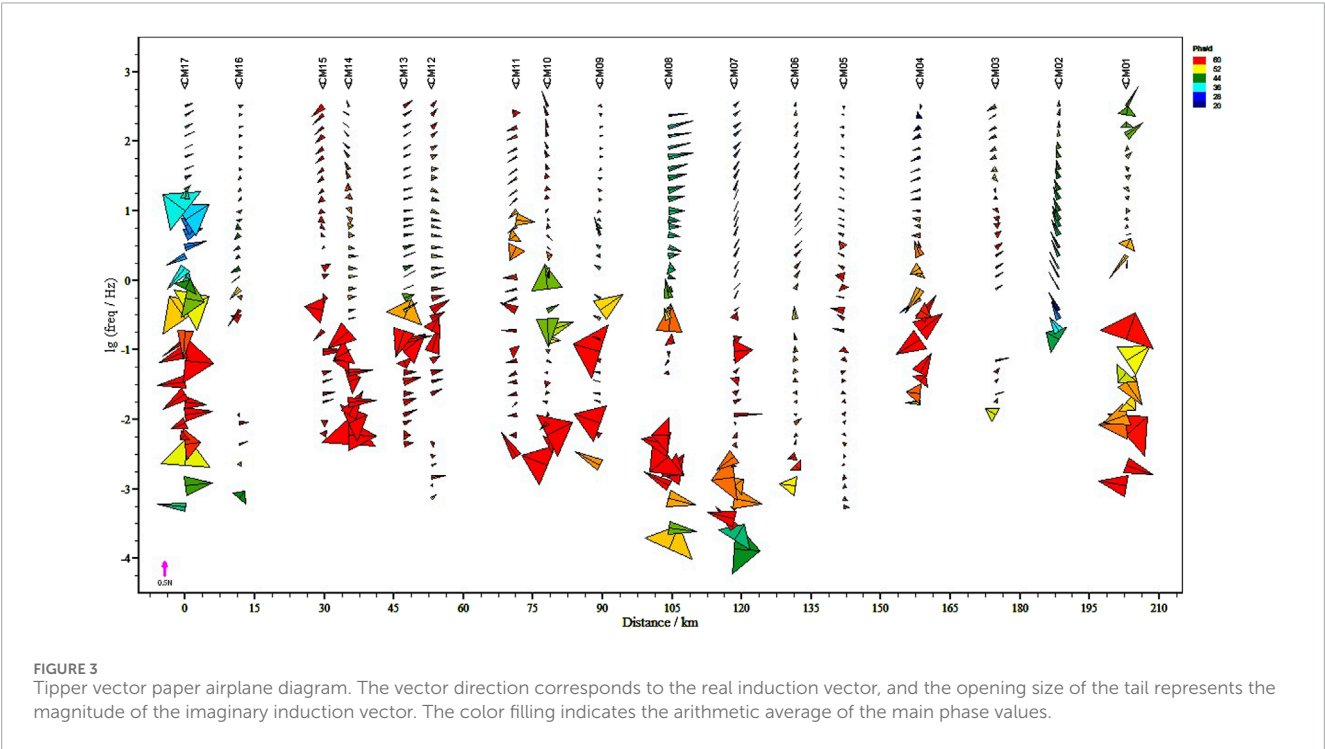 CM17 CM16 CM15 CM14 CM13 CM12 CM11 CM10 CM09 CM08 CM07 CM06 CM05 CM04 CM03 CM02 CM01
Pha/d
60
52
44
36
28
20
3
2
1
0
-1
-2
-3
-4
lg (freq / Hz)
0.5N
0 15 30 45 60 75 90 105 120 135 150 165 180 195 210
Distance / km
FIGURE 3
Tipper vector paper airplane diagram. The vector direction corresponds to the real induction vector, and the opening size of the tail represents the
magnitude of the imaginary induction vector. The color filling indicates the arithmetic average of the main phase values.